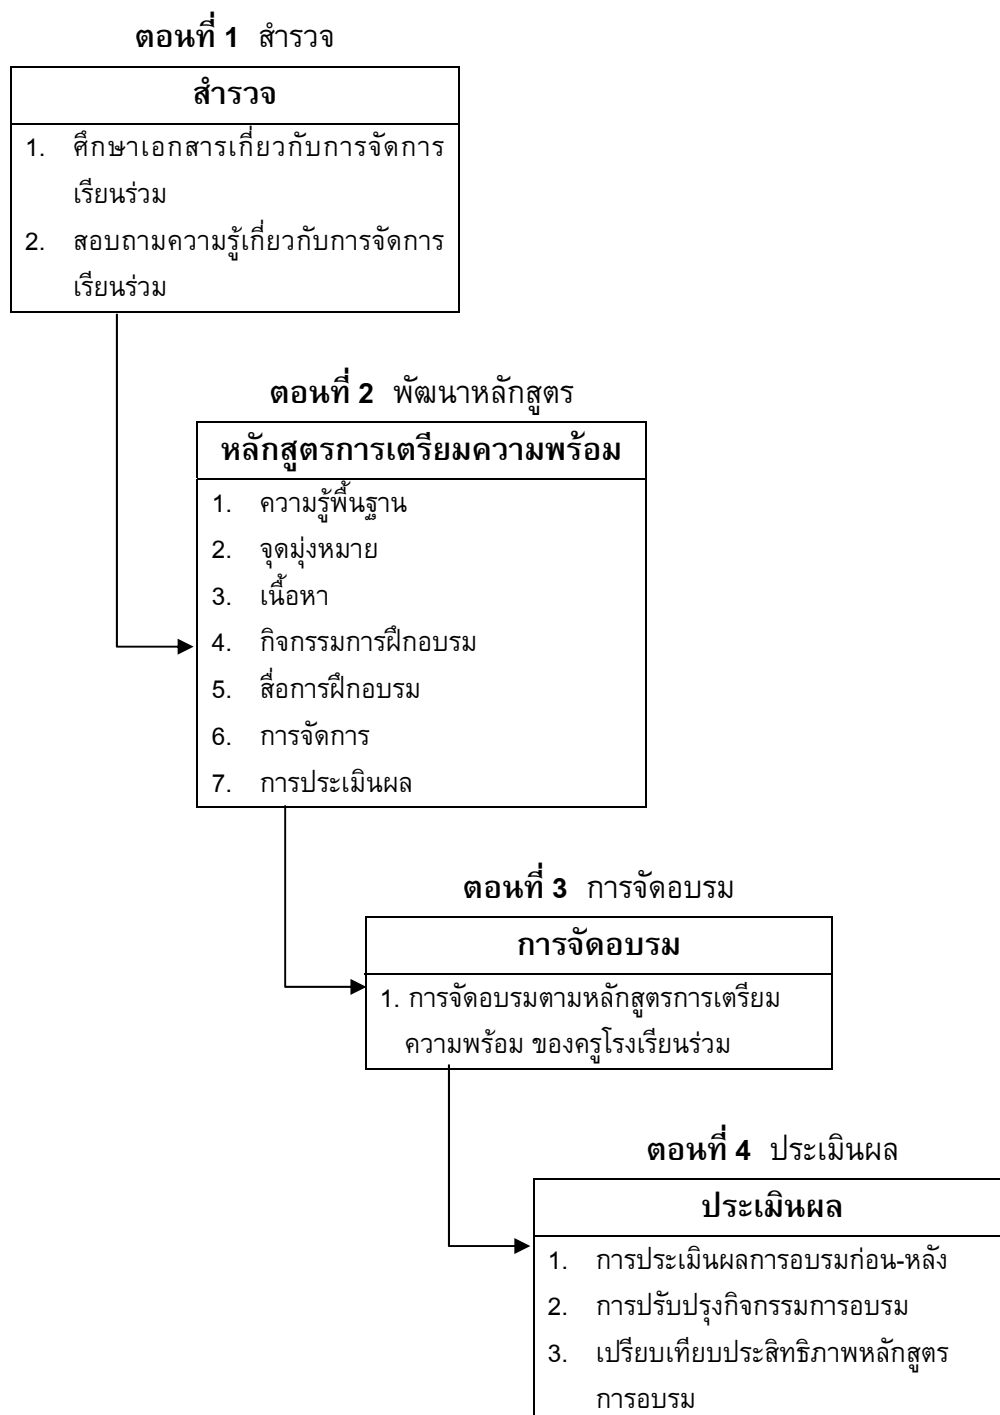 ตอนที่ 1 สำรวจ
สำรวจ
1. ศึกษาเอกสารเกี่ยวกับการจัดการ
เรียนร่วม
2. สอบถามความรู้เกี่ยวกับการจัดการ
เรียนร่วม
ตอนที่ 2 พัฒนาหลักสูตร
หลักสูตรการเตรียมความพร้อม
1. ความรู้พื้นฐาน
2. จุดมุ่งหมาย
3. เนื้อหา
4. กิจกรรมการฝึกอบรม
5. สื่อการฝึกอบรม
6. การจัดการ
7. การประเมินผล
ตอนที่ 3 การจัดอบรม
การจัดอบรม
1. การจัดอบรมตามหลักสูตรการเตรียม
ความพร้อม ของครูโรงเรียนร่วม
ตอนที่ 4 ประเมินผล
ประเมินผล
1. การประเมินผลการอบรมก่อน-หลัง
2. การปรับปรุงกิจกรรมการอบรม
3. เปรียบเทียบประสิทธิภาพหลักสูตร
การอบรม